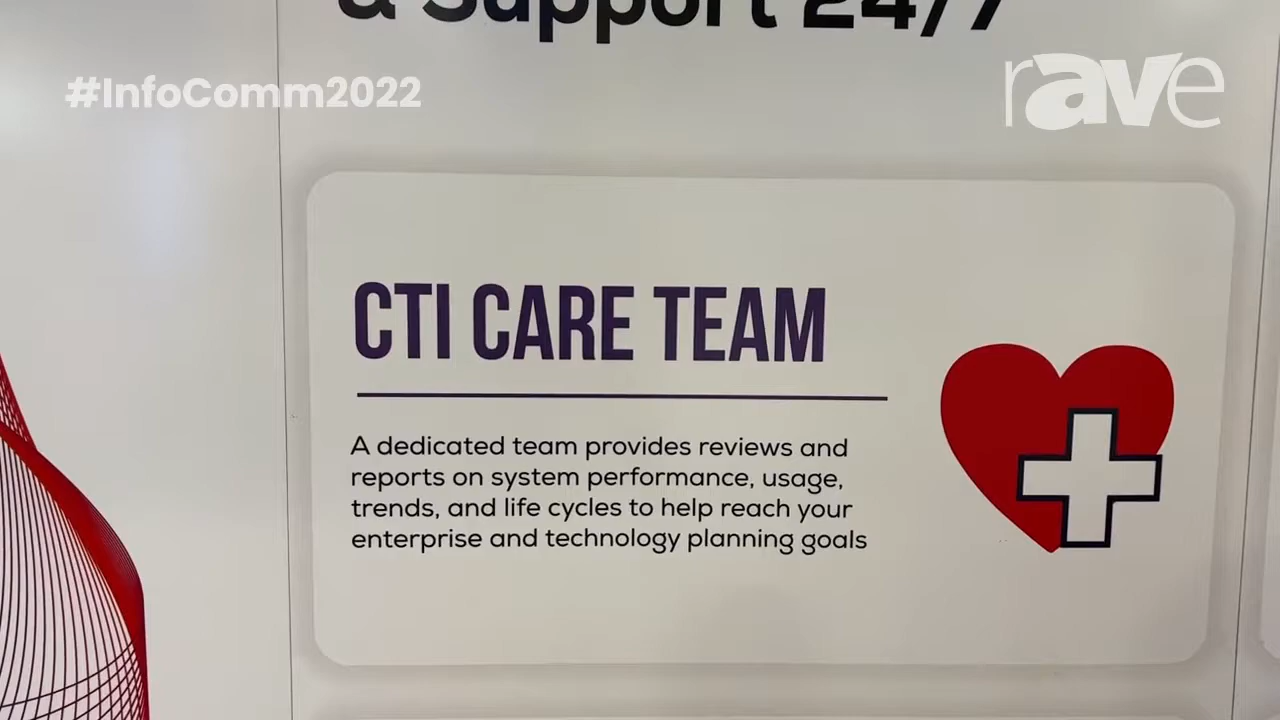 & Support 24/7
#InfoComm2022
rave
CTI CARE TEAM
A dedicated team provides reviews and
reports on system performance, usage,
trends, and life cycles to help reach your
enterprise and technology planning goals